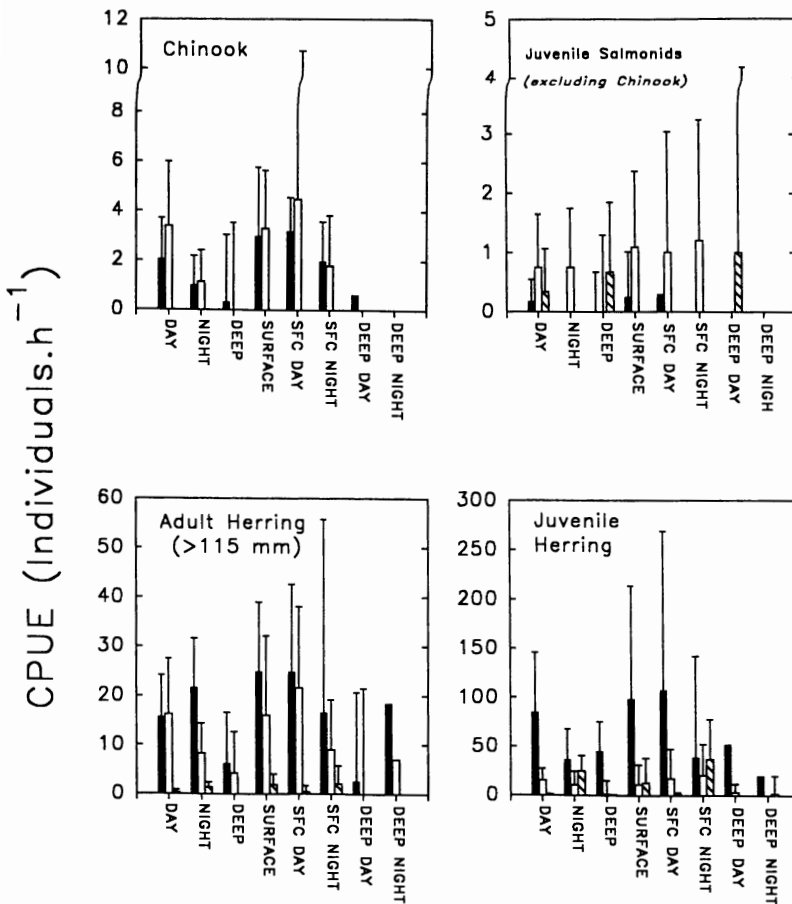 CPUE (Individuals.h⁻¹)
Chinook
12
10
8
6
4
2
0
DAY
NIGHT
DEEP
SURFACE
SFC DAY
SFC NIGHT
DEEP DAY
DEEP NIGHT
Juvenile Salmonids
(excluding Chinook)
5
4
3
2
1
0
DAY
NIGHT
DEEP
SURFACE
SFC DAY
SFC NIGHT
DEEP DAY
DEEP NIGH
Adult Herring
(>115 mm)
60
50
40
30
20
10
0
DAY
NIGHT
DEEP
SURFACE
SFC DAY
SFC NIGHT
DEEP DAY
DEEP NIGHT
Juvenile
Herring
300
250
200
150
100
50
0
DAY
NIGHT
DEEP
SURFACE
SFC DAY
SFC NIGHT
DEEP DAY
DEEP NIGHT